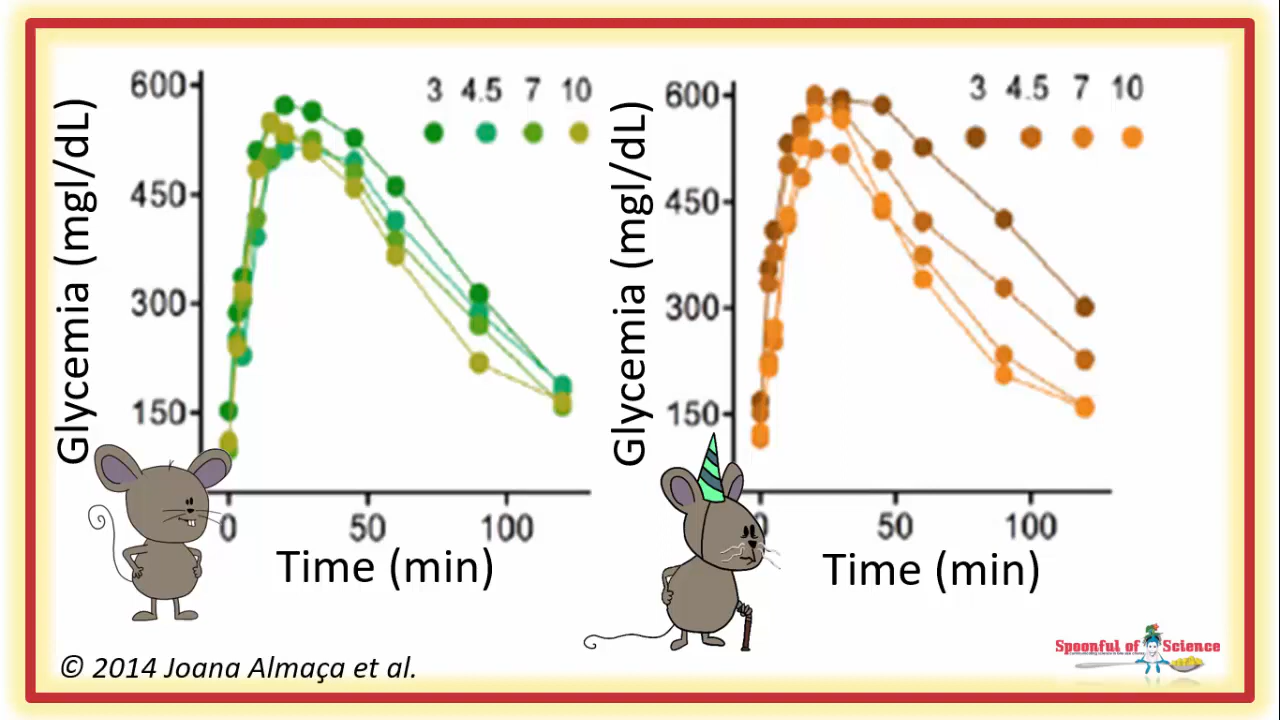 Glycemia (mgl/dL)
600
450
300
150
3 4.5 7 10
0 50 100
Time (min)
Glycemia (mgl/dL)
600
450
300
150
3 4.5 7 10
0 50 100
Time (min)
© 2014 Joana Almaça et al.
Spoonful of Science